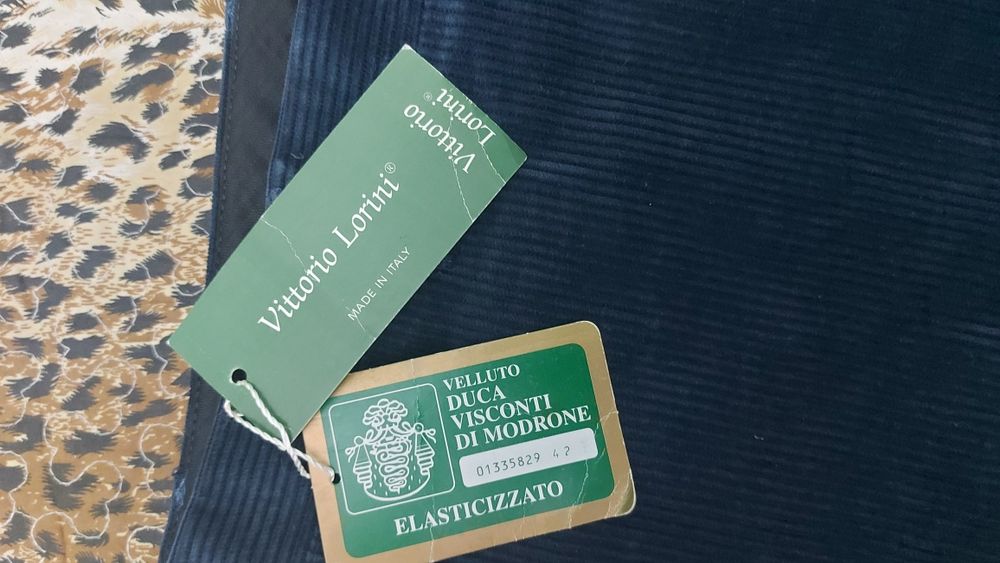 Vittorio
Lorini®
Vittorio Lorini®
MADE IN ITALY
VELLUTO
DUCA
VISCONTI
DI MODRONE
01335829 42
ELASTICIZZATO